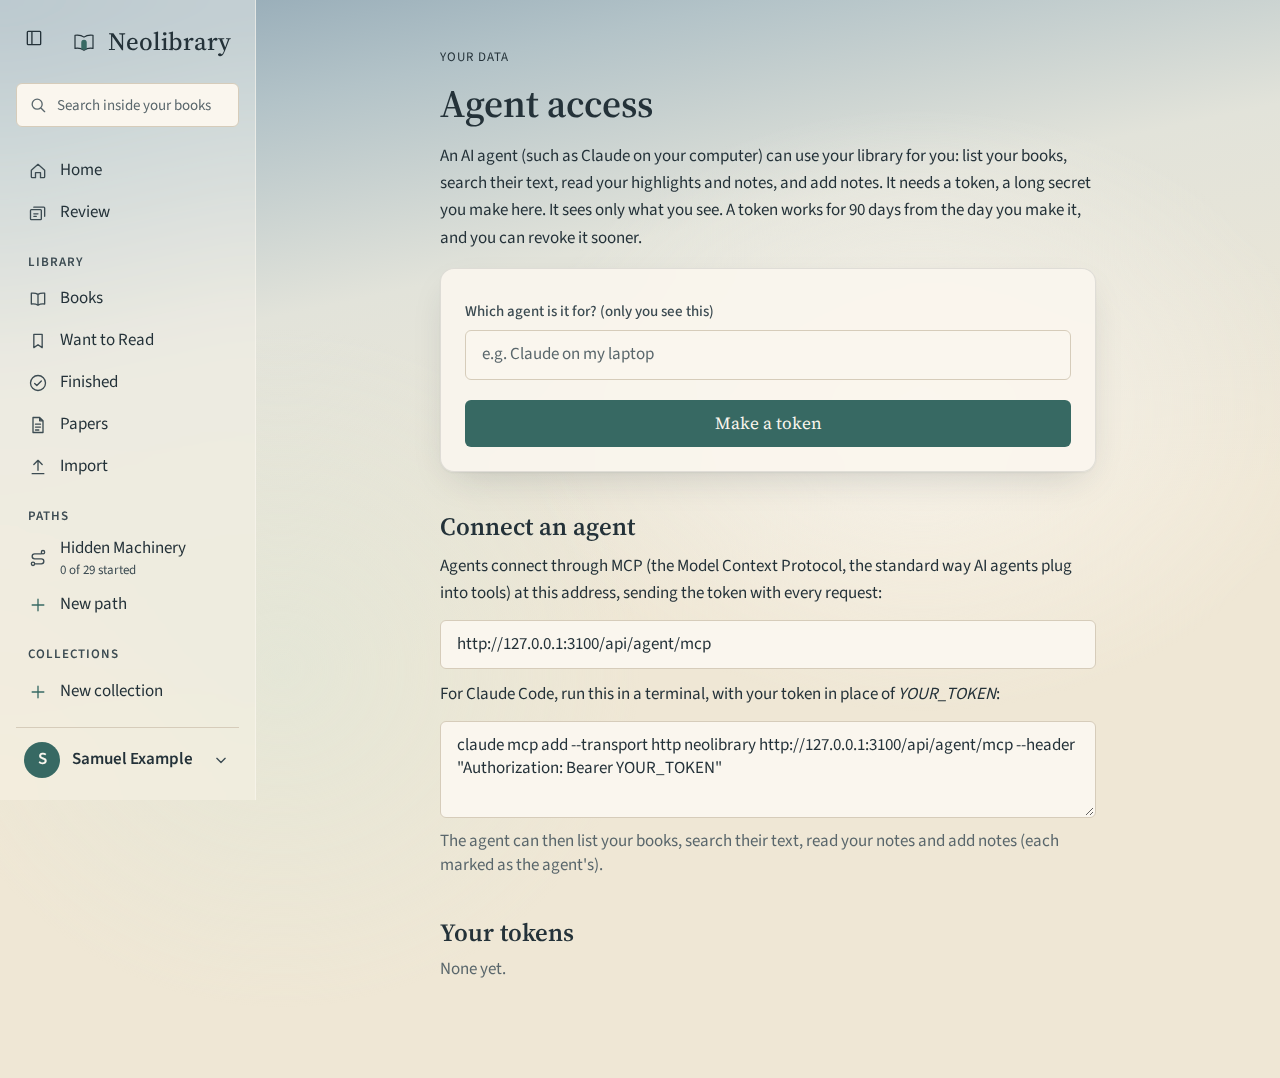 Neolibrary
Search inside your books
Home
Review
LIBRARY
Books
Want to Read
Finished
Papers
Import
PATHS
Hidden Machinery
0 of 29 started
New path
COLLECTIONS
New collection
S
Samuel Example
YOUR DATA
Agent access
An AI agent (such as Claude on your computer) can use your library for you: list your books,
search their text, read your highlights and notes, and add notes. It needs a token, a long secret
you make here. It sees only what you see. A token works for 90 days from the day you make it,
and you can revoke it sooner.
Which agent is it for? (only you see this)
e.g. Claude on my laptop
Make a token
Connect an agent
Agents connect through MCP (the Model Context Protocol, the standard way AI agents plug
into tools) at this address, sending the token with every request:
http://127.0.0.1:3100/api/agent/mcp
For Claude Code, run this in a terminal, with your token in place of YOUR_TOKEN:
claude mcp add --transport http neolibrary http://127.0.0.1:3100/api/agent/mcp --header
"Authorization: Bearer YOUR_TOKEN"
The agent can then list your books, search their text, read your notes and add notes (each
marked as the agent's).
Your tokens
None yet.